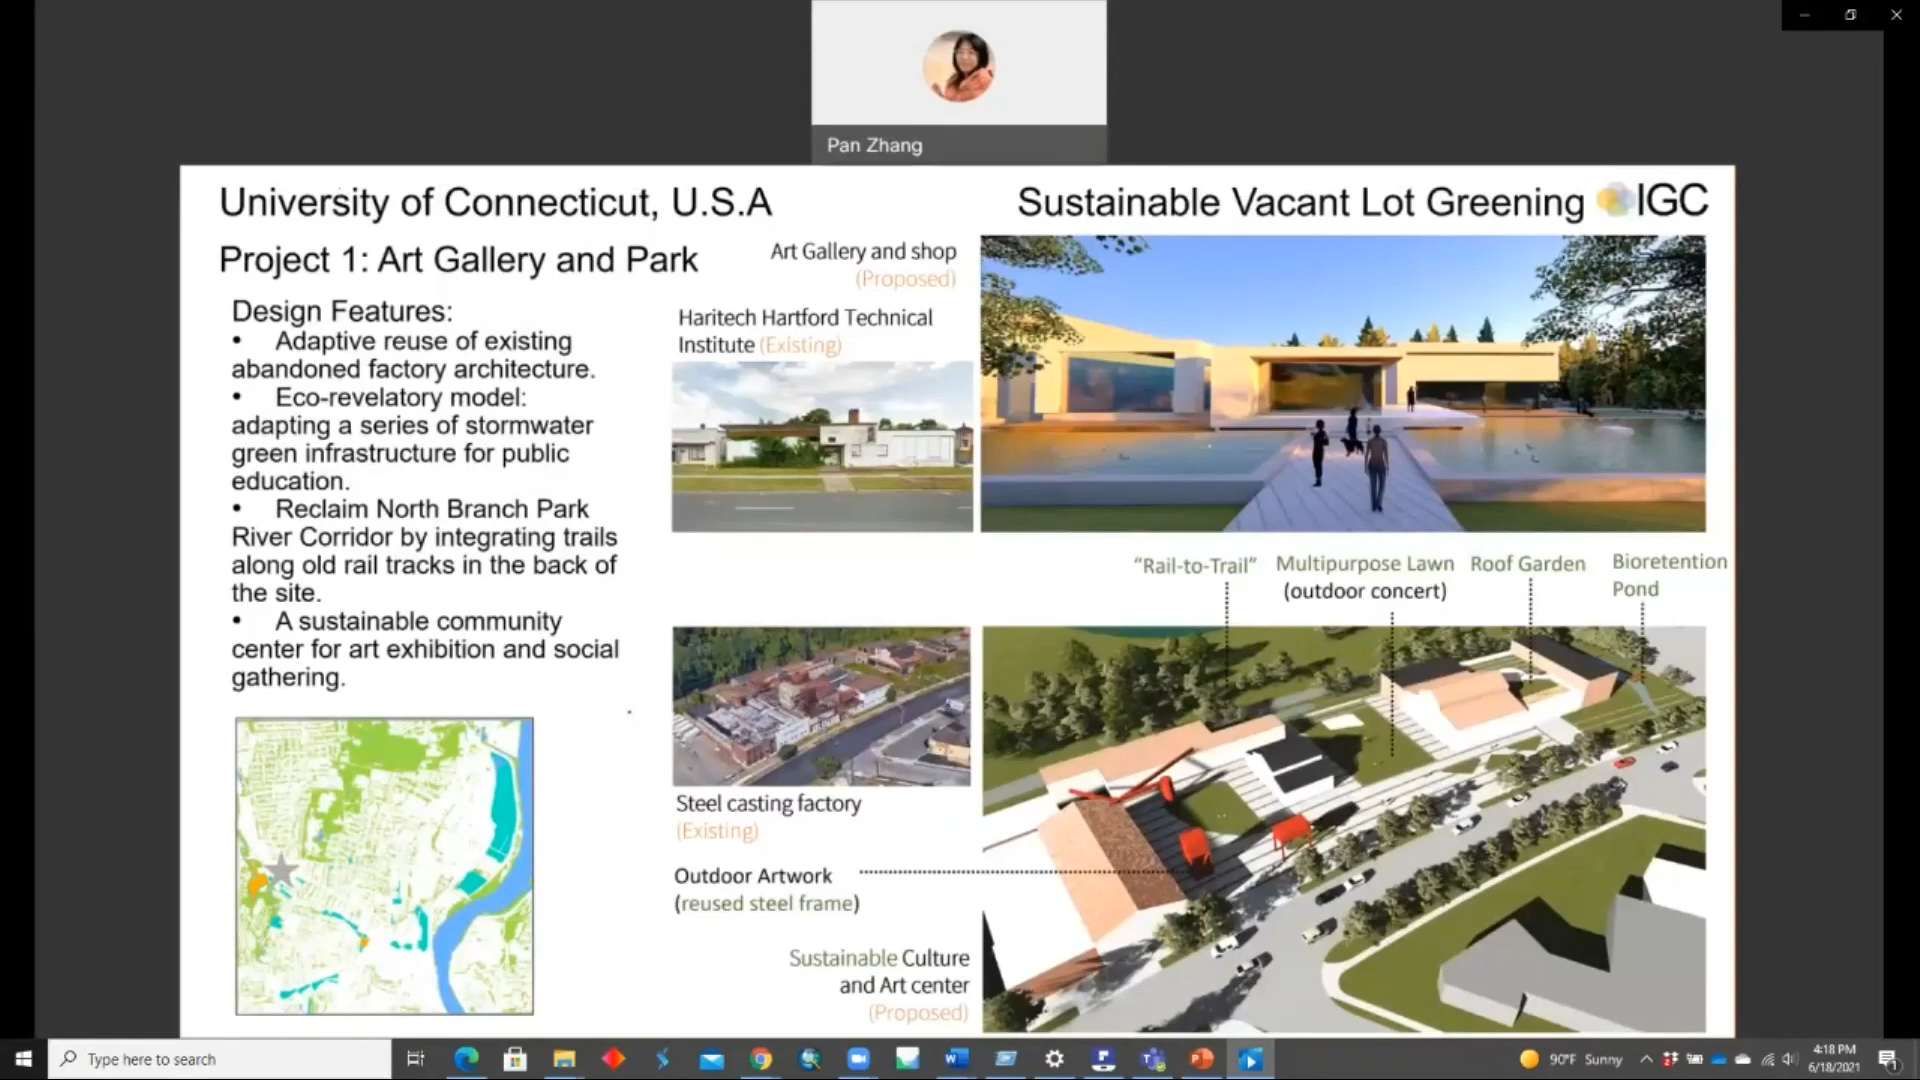 Pan Zhang
University of Connecticut, U.S.A
Sustainable Vacant Lot Greening
IGC
Project 1: Art Gallery and Park
Design Features:
• Adaptive reuse of existing
abandoned factory architecture.
• Eco-revelatory model:
adapting a series of stormwater
green infrastructure for public
education.
• Reclaim North Branch Park
River Corridor by integrating trails
along old rail tracks in the back of
the site.
• A sustainable community
center for art exhibition and social
gathering.
Art Gallery and shop
(Proposed)
Haritech Hartford Technical
Institute (Existing)
"Rail-to-Trail"
Multipurpose Lawn
(outdoor concert)
Roof Garden
Bioretention
Pond
Steel casting factory
(Existing)
Outdoor Artwork
(reused steel frame)
Sustainable Culture
and Art center
(Proposed)
Type here to search
90°F Sunny
4:18 PM
6/18/2021